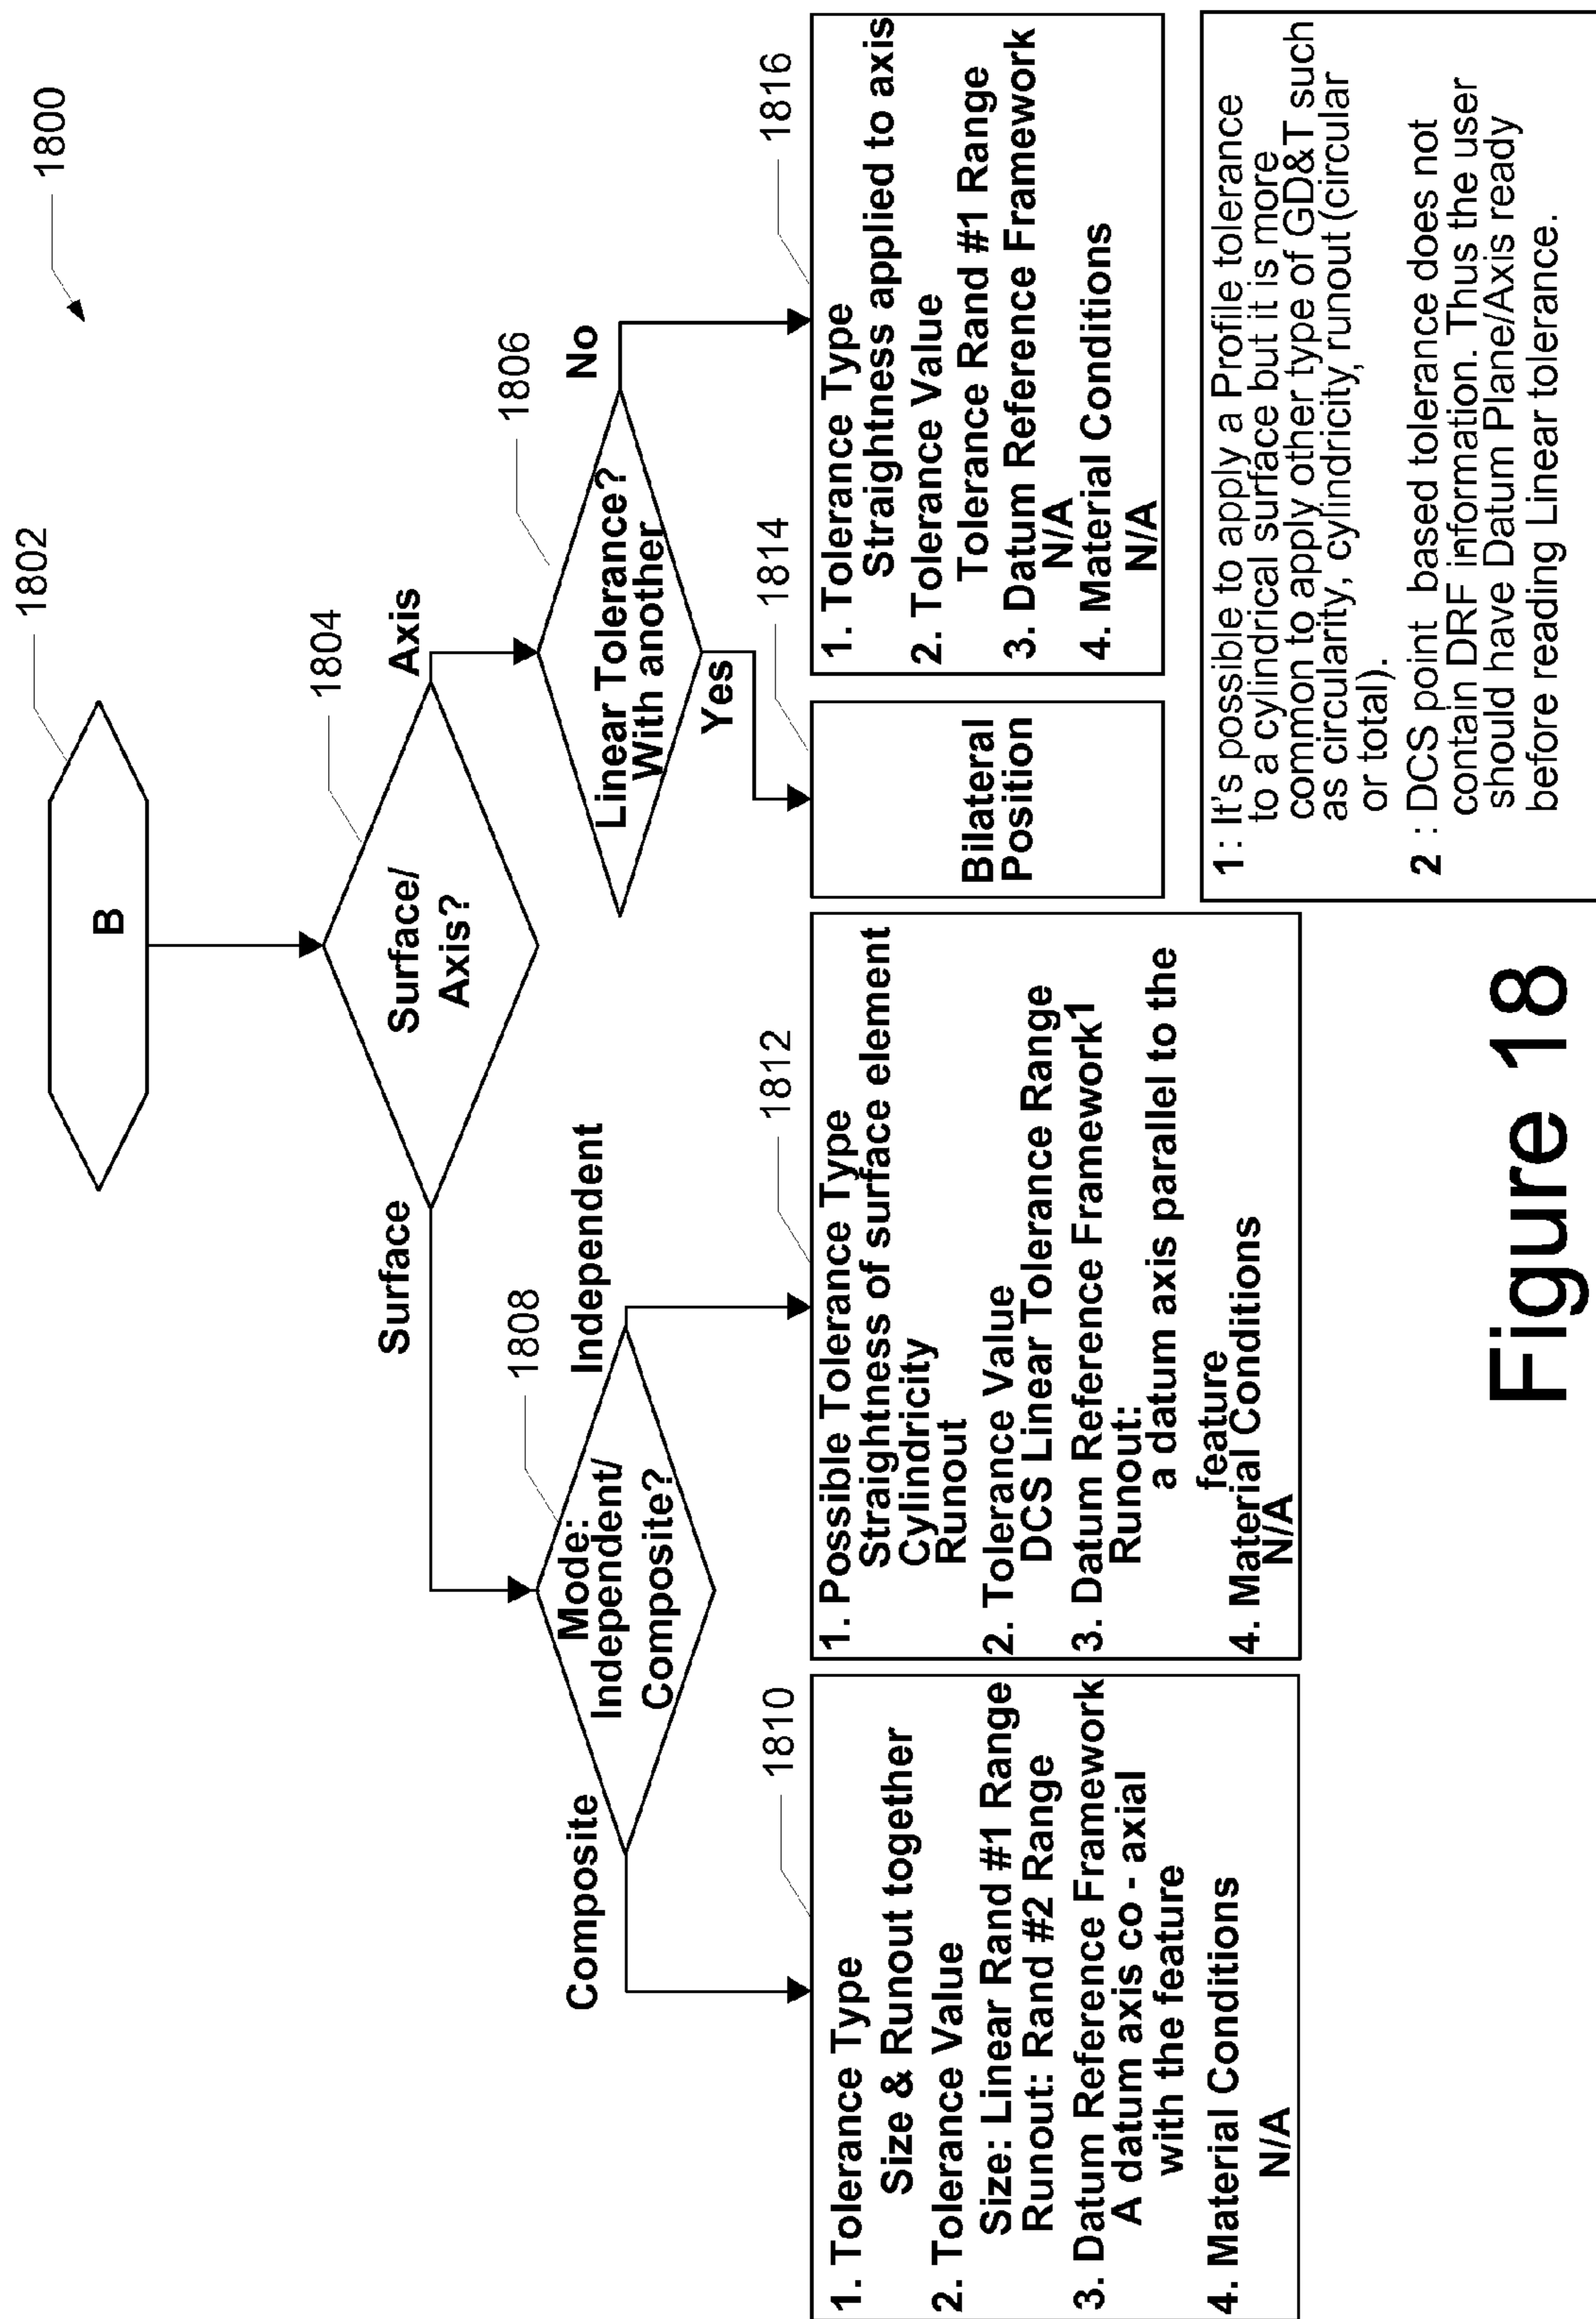 1800
1802
B
1804
Surface/
Axis?
Surface
Axis
1808
Mode:
Independent/
Composite?
Composite
Independent
1806
Linear Tolerance?
With another
Yes
No
1810
1. Tolerance Type
Size & Runout together
2. Tolerance Value
Size: Linear Rand #1 Range
Runout: Rand #2 Range
3. Datum Reference Framework
A datum axis co - axial
with the feature
4. Material Conditions
N/A
1812
1. Possible Tolerance Type
Straightness of surface element
Cylindricity
Runout
2. Tolerance Value
DCS Linear Tolerance Range
3. Datum Reference Framework1
Runout:
a datum axis parallel to the
feature
4. Material Conditions
N/A
1814
Bilateral
Position
1816
1. Tolerance Type
Straightness applied to axis
2. Tolerance Value
Tolerance Rand #1 Range
3. Datum Reference Framework
N/A
4. Material Conditions
N/A
1: It's possible to apply a Profile tolerance
to a cylindrical surface but it is more
common to apply other type of GD&T such
as circularity, cylindricity, runout (circular
or total).
2 : DCS point based tolerance does not
contain DRF information. Thus the user
should have Datum Plane/Axis ready
before reading Linear tolerance.
Figure 18